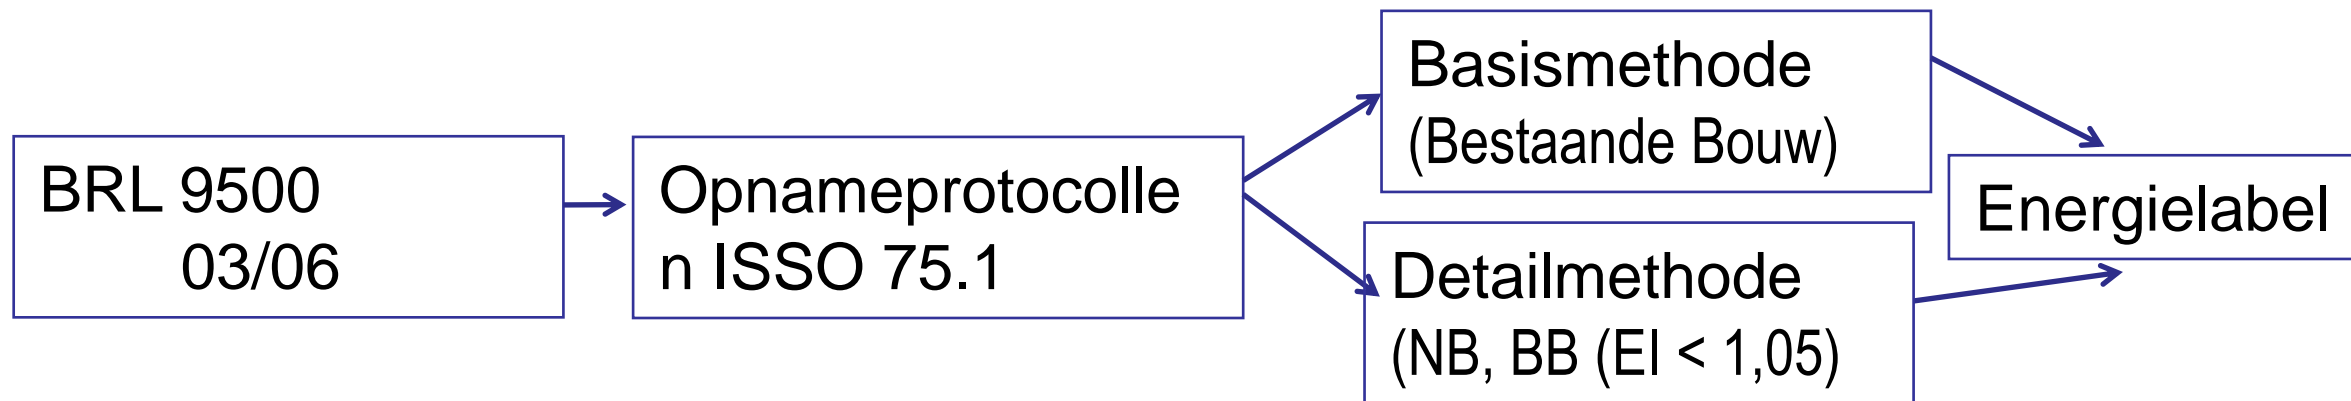 BRL 9500
03/06
Opnameprotocolle
n ISSO 75.1
Basismethode
(Bestaande Bouw)
Detailmethode
(NB, BB (EI < 1,05)
Energielabel